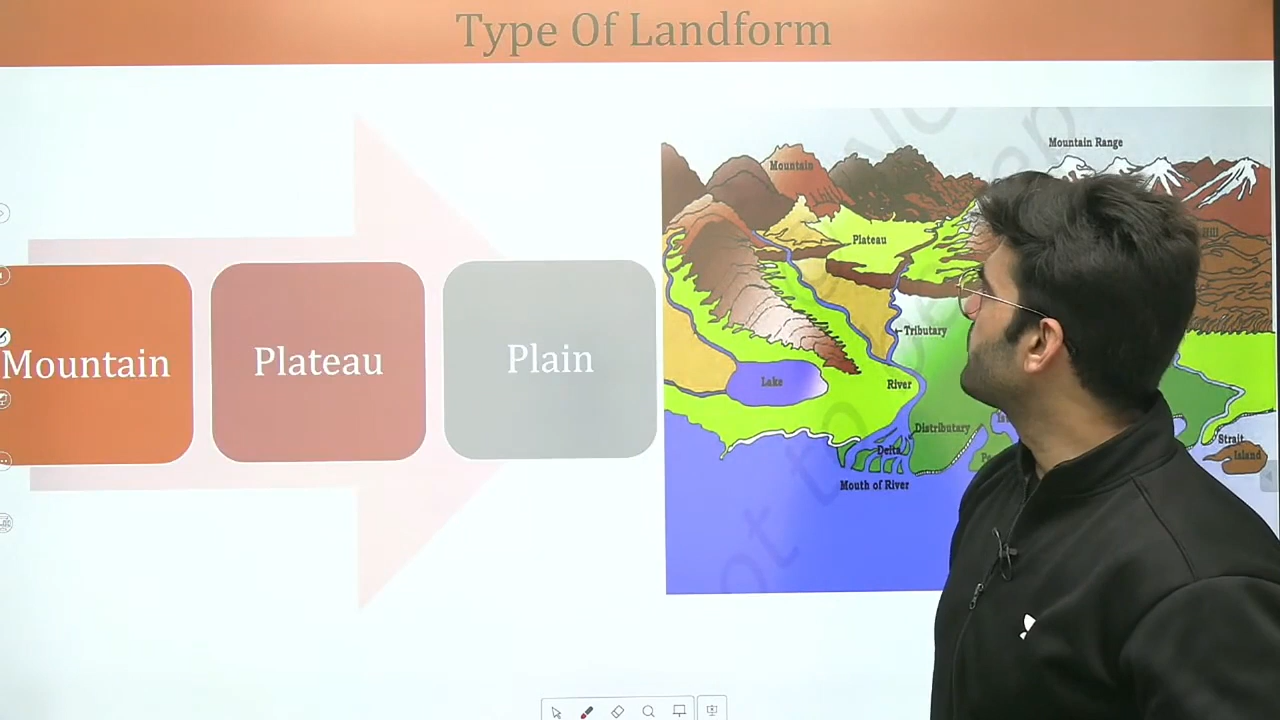 Type Of Landform
Mountain
Plateau
Plain
Mountain Range
Mountain
Hill
Plateau
Tributary
Lake
River
Distributary
Delta
Strait
Island
Mouth of River